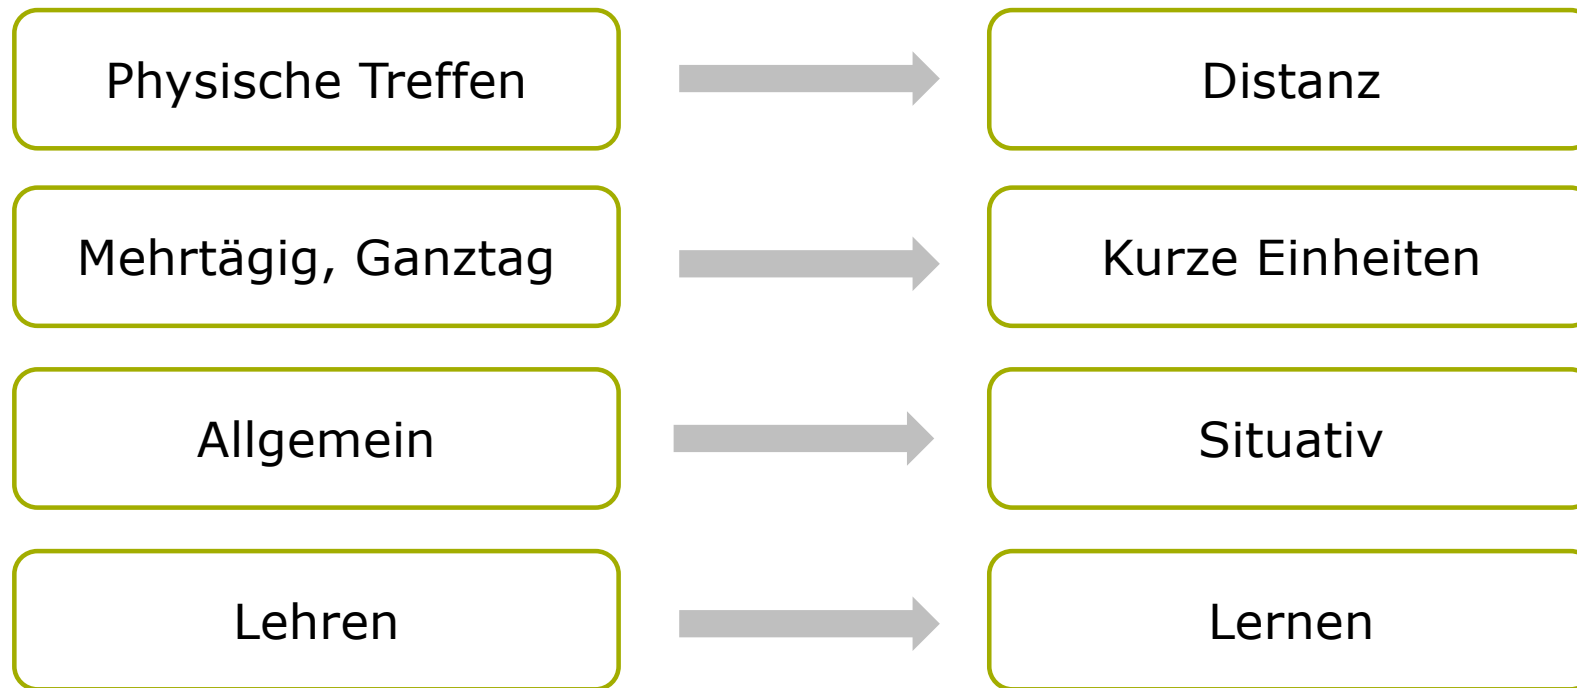 Physische Treffen
Distanz
Mehrtägig, Ganztag
Kurze Einheiten
Allgemein
Situativ
Lehren
Lernen